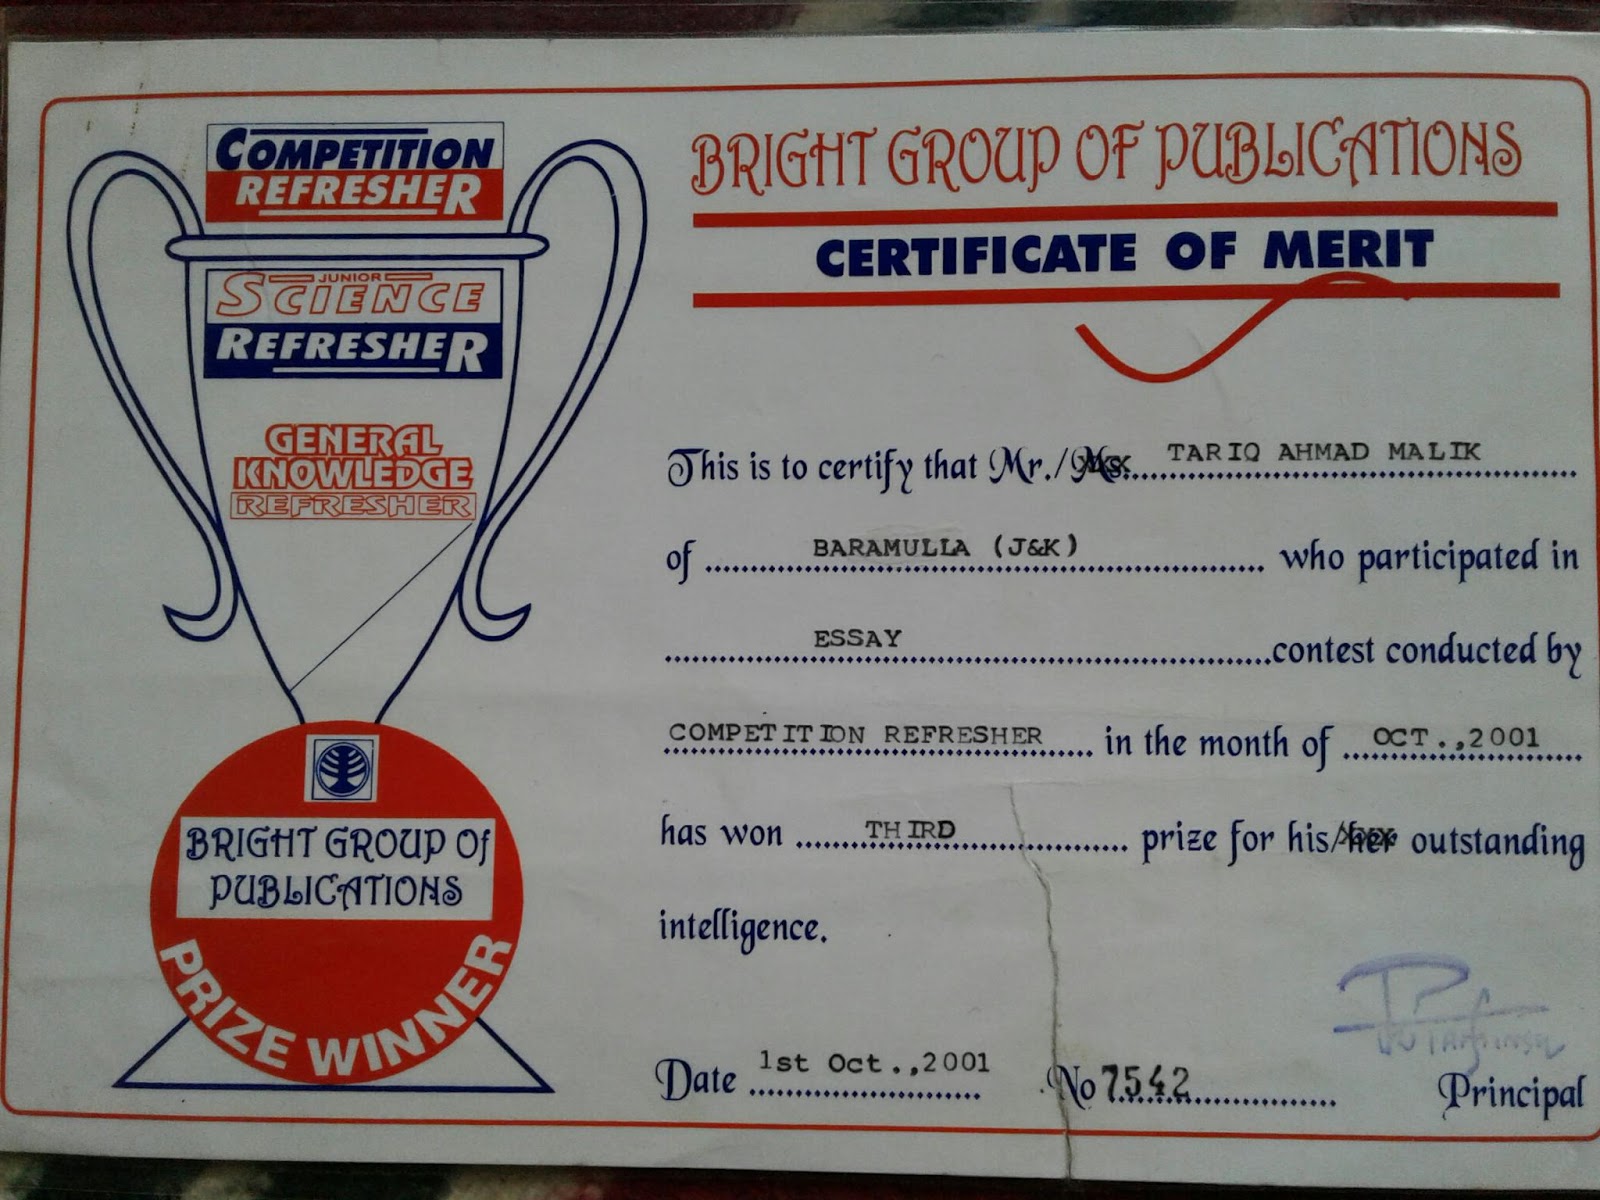 COMPETITION
REFRESHER
JUNIOR
SCIENCE
REFRESHER
GENERAL
KNOWLEDGE
REFRESHER
BRIGHT GROUP Of
PUBLICATIONS
PRIZE WINNER
BRIGHT GROUP OF PUBLICATIONS
CERTIFICATE OF MERIT
This is to certify that Mr./Ms. TARIQ AHMAD MALIK
of BARAMULLA (J&K) who participated in
ESSAY contest conducted by
COMPETITION REFRESHER in the month of OCT.,2001
has won THIRD prize for his/her outstanding
intelligence.
Date 1st Oct.,2001 No 7542 Principal